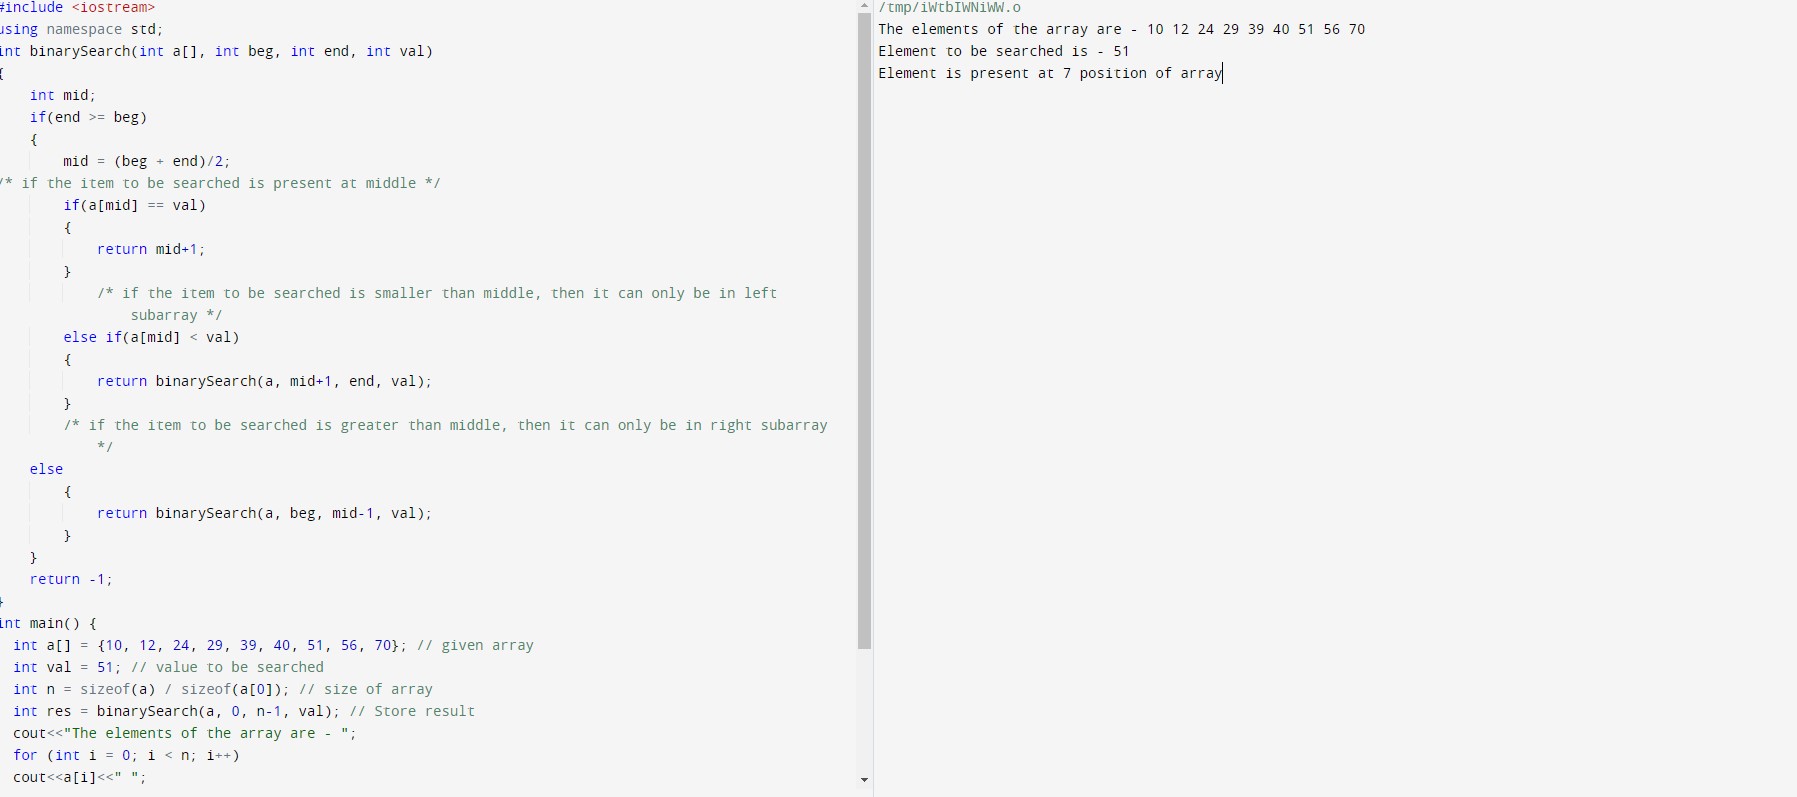 #include <iostream>
using namespace std;
int binarySearch(int a[], int beg, int end, int val)
{
    int mid;
    if(end >= beg)
    {
        mid = (beg + end)/2;
/* if the item to be searched is present at middle */
        if(a[mid] == val)
        {
            return mid+1;
        }
            /* if the item to be searched is smaller than middle, then it can only be in left
                subarray */
        else if(a[mid] < val)
        {
            return binarySearch(a, mid+1, end, val);
        }
        /* if the item to be searched is greater than middle, then it can only be in right subarray
            */
    else
        {
            return binarySearch(a, beg, mid-1, val);
        }
    }
    return -1;
}
int main() {
  int a[] = {10, 12, 24, 29, 39, 40, 51, 56, 70}; // given array
  int val = 51; // value to be searched
  int n = sizeof(a) / sizeof(a[0]); // size of array
  int res = binarySearch(a, 0, n-1, val); // Store result
  cout<<"The elements of the array are - ";
  for (int i = 0; i < n; i++)
  cout<<a[i]<<" ";
/tmp/iWtbIWNiWW.o
The elements of the array are - 10 12 24 29 39 40 51 56 70
Element to be searched is - 51
Element is present at 7 position of array